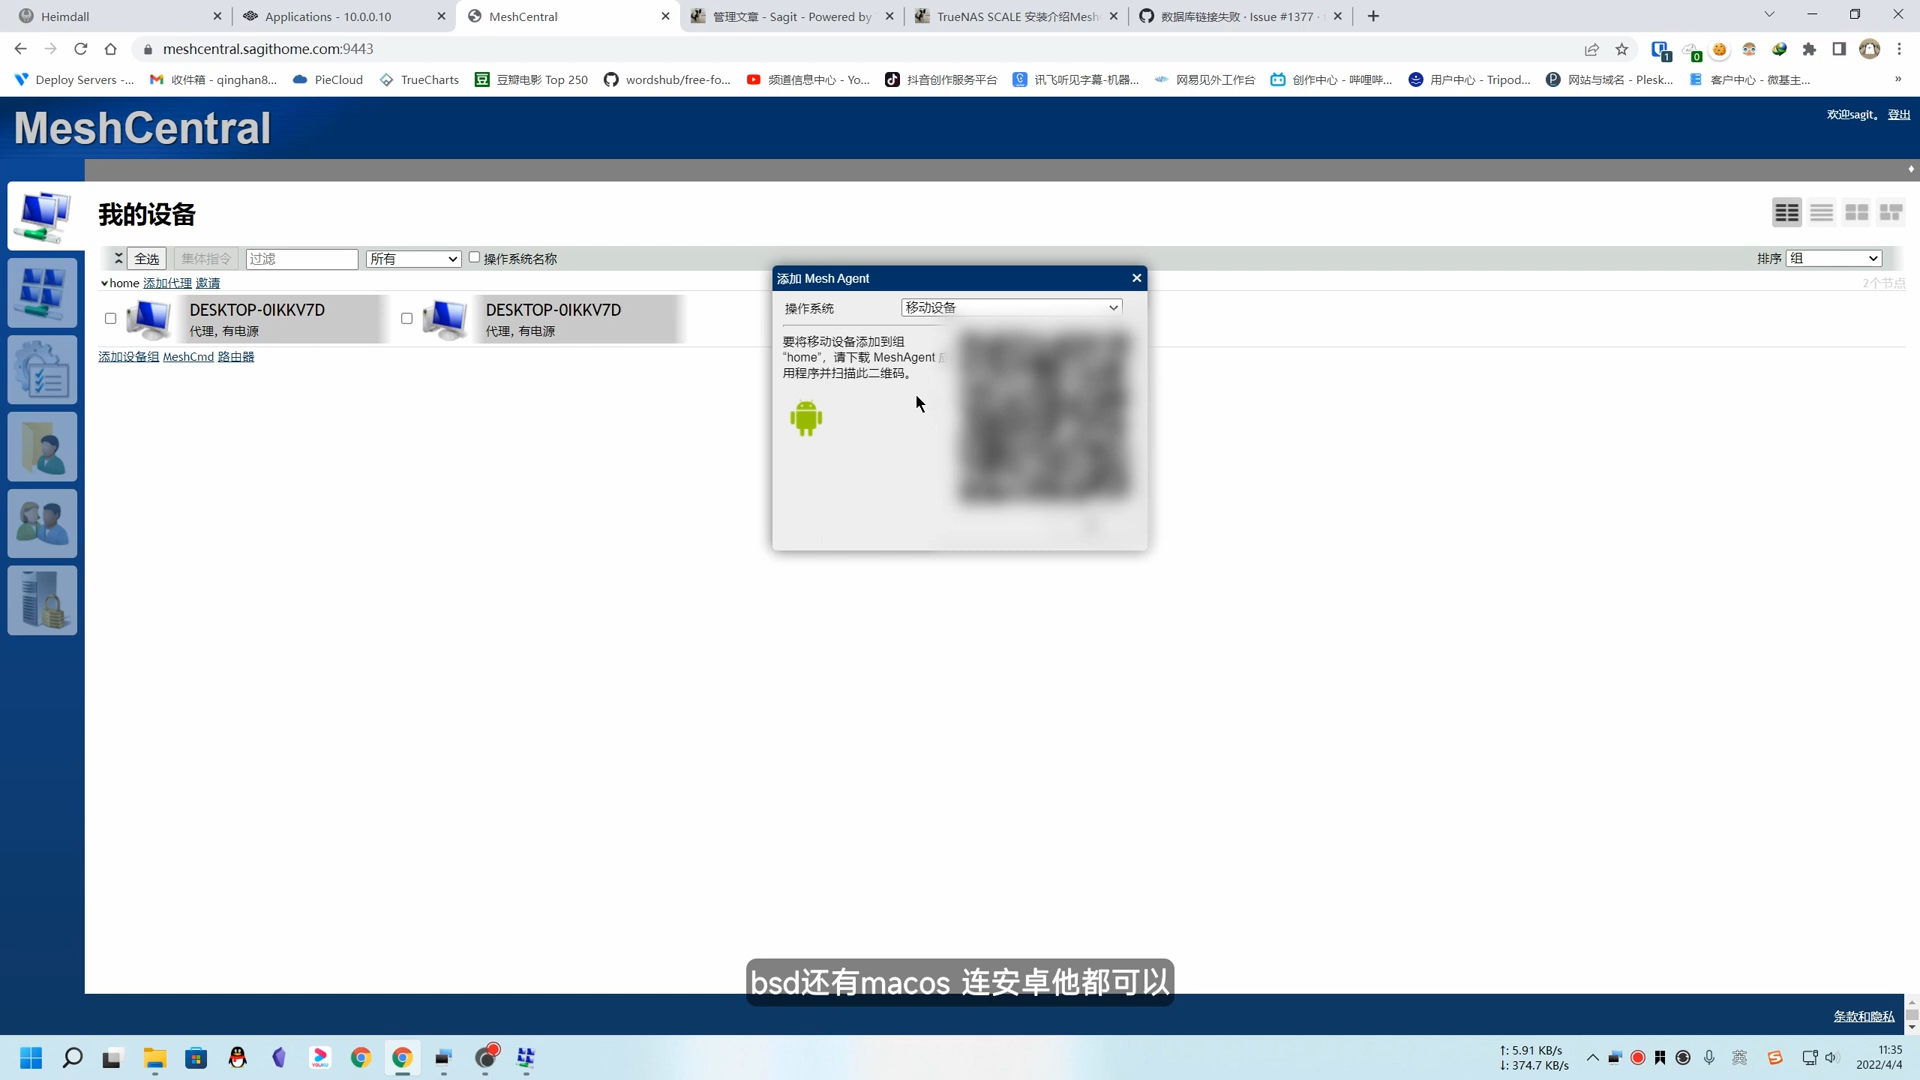 Heimdall
Applications - 10.0.0.10
MeshCentral
管理文章 - Sagit - Powered by
TrueNAS SCALE 安装介绍Mesh
数据库链接失败 · Issue #1377 ·
meshcentral.sagithome.com:9443
Deploy Servers -...
收件箱 - qinghan8...
PieCloud
TrueCharts
豆瓣电影 Top 250
wordshub/free-fo...
频道信息中心 - Yo...
抖音创作服务平台
讯飞听见字幕-机器...
网易见外工作台
创作中心 - 哔哩哔...
用户中心 - Tripod...
网站与域名 - Plesk...
客户中心 - 微基主...
»
MeshCentral
欢迎sagit。 登出
我的设备
全选 集体指令 过滤 所有 操作系统名称
排序 组
home 添加代理 邀请
2个节点
DESKTOP-0IKKV7D
代理, 有电源
DESKTOP-0IKKV7D
代理, 有电源
添加设备组 MeshCmd 路由器
添加 Mesh Agent
操作系统 移动设备
要将移动设备添加到组
“home”，请下载 MeshAgent 应
用程序并扫描此二维码。
bsd还有macos 连安卓他都可以
条款和隐私
↑: 5.91 KB/s
↓: 374.7 KB/s
英
11:35
2022/4/4